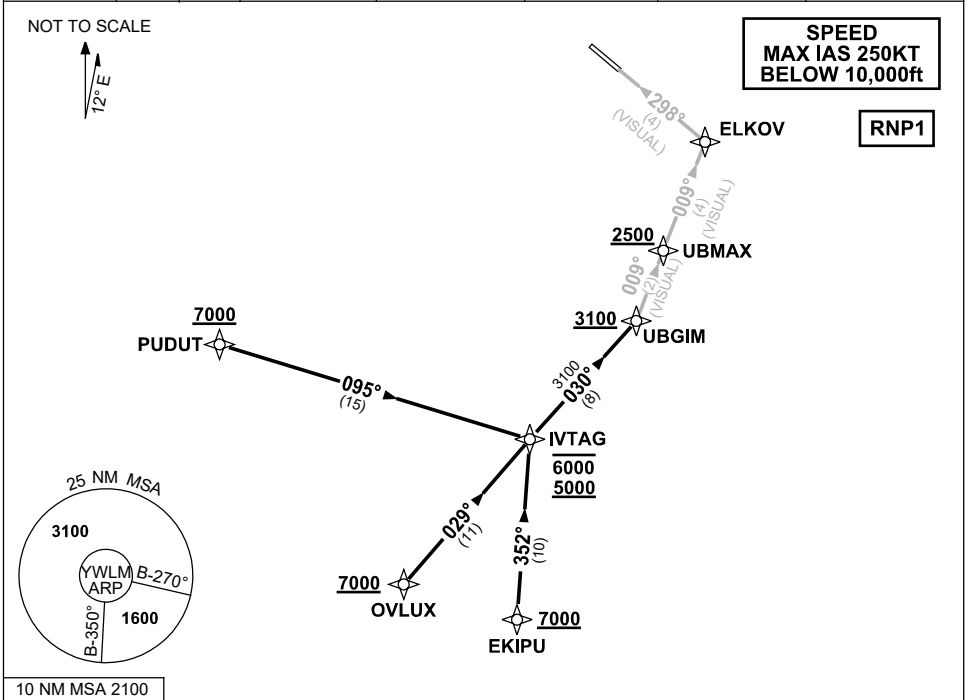 NOT TO SCALE
12° E
SPEED
MAX IAS 250KT
BELOW 10,000ft
RNP1
298°
(4)
(VISUAL)
ELKOV
009°
(4)
(VISUAL)
2500
UBMAX
009°
(2)
(VISUAL)
3100
UBGIM
7000
PUDUT
095°
(15)
3100
030°
(8)
IVTAG
6000
5000
029°
(11)
352°
(10)
7000
OVLUX
7000
EKIPU
25 NM MSA
3100
YWLM
ARP
B-270°
B-350°
1600
10 NM MSA 2100